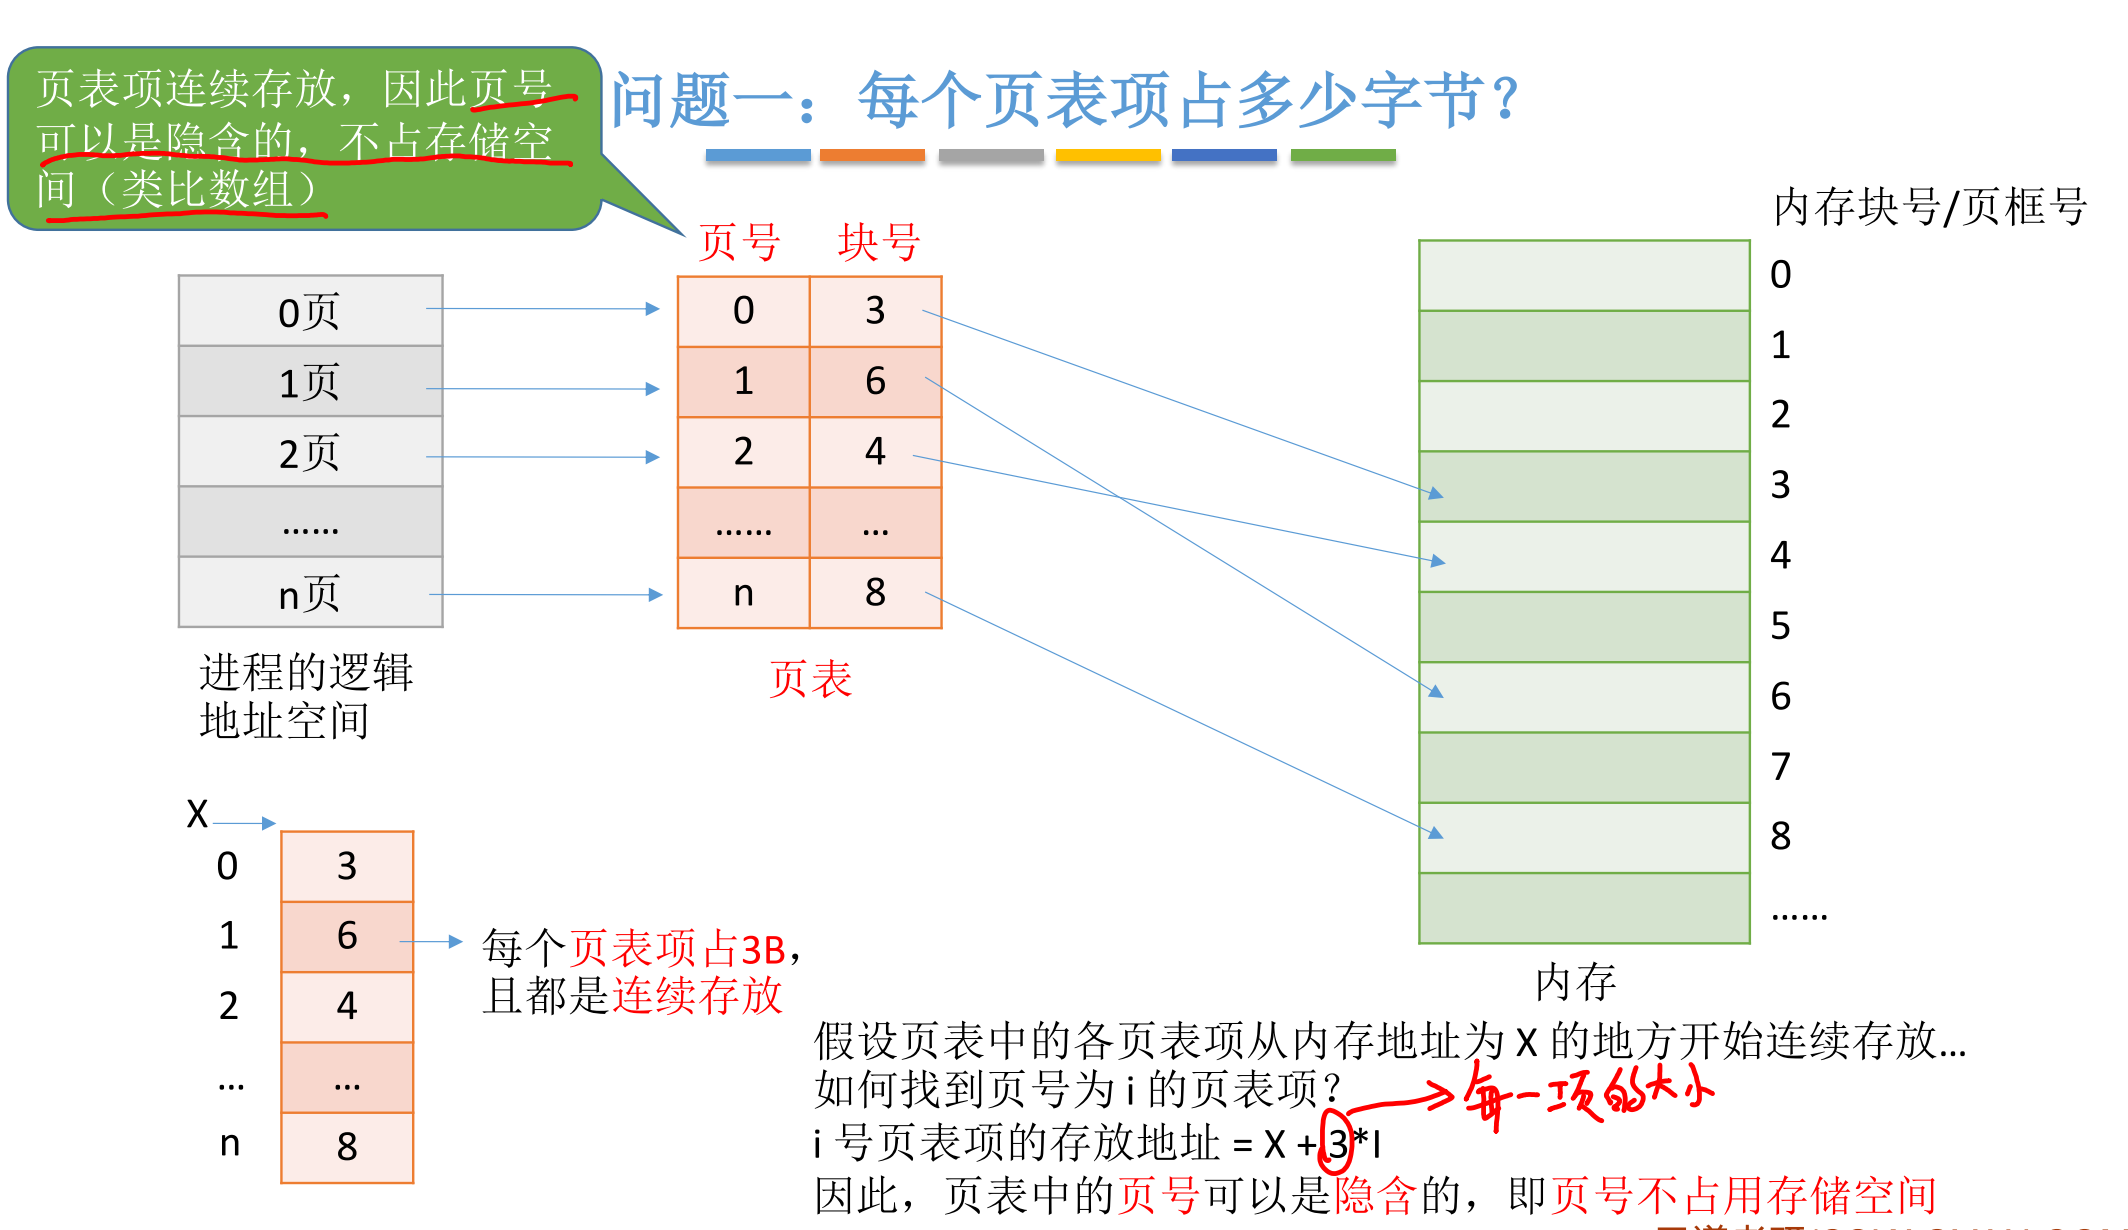 页表项连续存放，因此页号
可以是隐含的，不占存储空
间（类比数组）
问题一：每个页表项占多少字节？
内存块号/页框号
页号 块号
0页 0 3
1页 1 6
2页 2 4
…… …… …
n页 n 8
0
1
2
3
4
5
6
7
8
……
进程的逻辑
地址空间
页表
内存
X
0 3
1 6
2 4
… …
n 8
每个页表项占3B，
且都是连续存放
假设页表中的各页表项从内存地址为 X 的地方开始连续存放…
如何找到页号为 i 的页表项？
每一项的大小
i 号页表项的存放地址 = X + 3*I
因此，页表中的页号可以是隐含的，即页号不占用存储空间